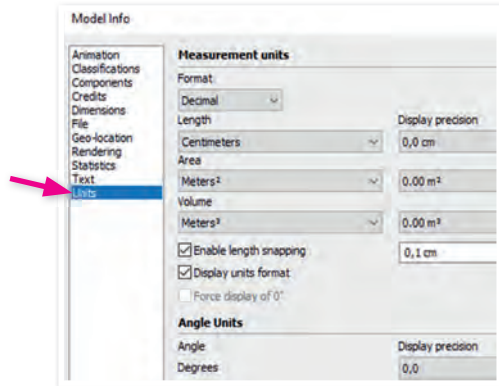 Model Info
Animation
Classifications
Components
Credits
Dimensions
File
Geo-location
Rendering
Statistics
Text
Units
Measurement units
Format
Decimal
Length Display precision
Centimeters 0,0 cm
Area
Meters² 0.00 m²
Volume
Meters³ 0.00 m³
Enable length snapping 0,1 cm
Display units format
Force display of 0"
Angle Units
Angle Display precision
Degrees 0,0